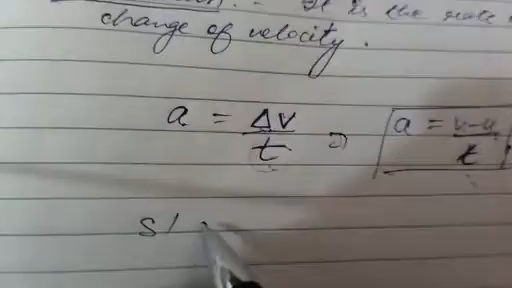 :- It is the rate
change of velocity.
a = Δv/t ⇒ a = v-u/t
S I